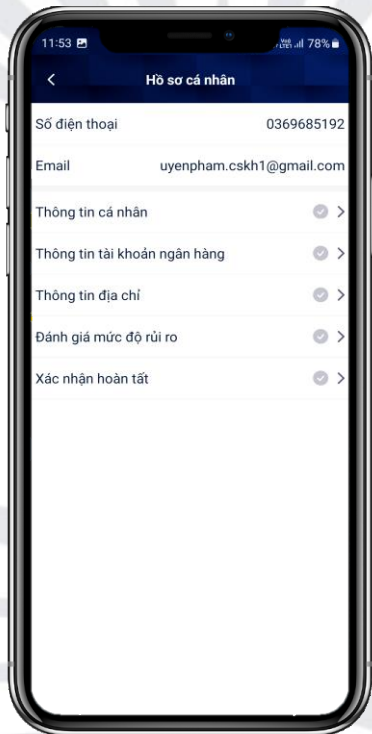 11:53 78%
Hồ sơ cá nhân
Số điện thoại 0369685192
Email uyenpham.cskh1@gmail.com
Thông tin cá nhân
Thông tin tài khoản ngân hàng
Thông tin địa chỉ
Đánh giá mức độ rủi ro
Xác nhận hoàn tất